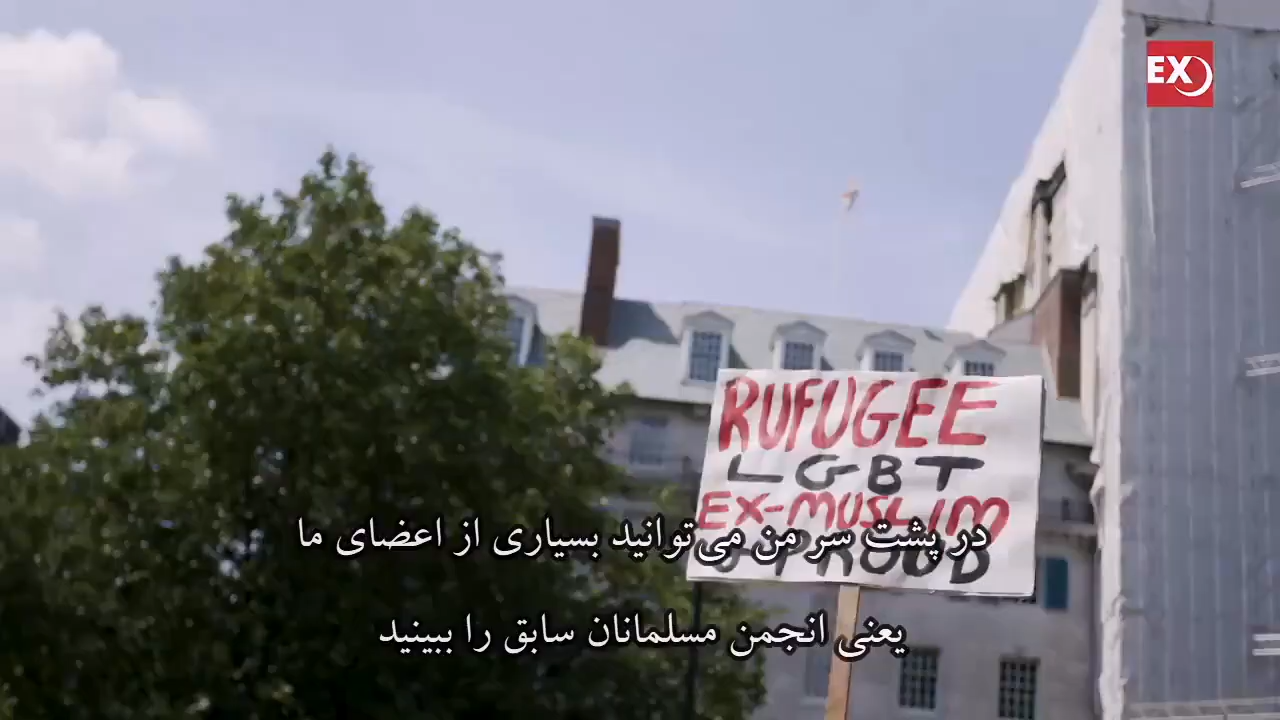 EX
RUFUGEE
LGBT
EX-MUSLIM
PROUD
در پشت سر من می‌توانید بسیاری از اعضای ما
یعنی انجمن مسلمانان سابق را ببینید